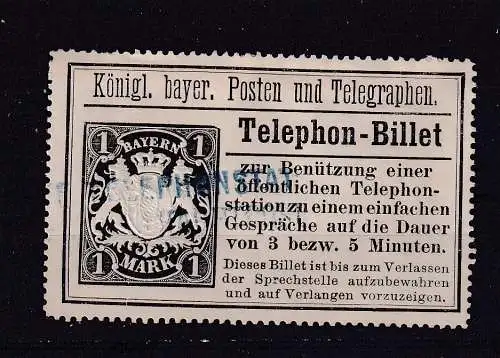 Königl. bayer. Posten und Telegraphen.
1 BAYERN 1
1 MARK 1
Telephon-Billet
zur Benützung einer
öffentlichen Telephon-
station zu einem einfachen
Gespräche auf die Dauer
von 3 bezw. 5 Minuten.
Dieses Billet ist bis zum Verlassen
der Sprechstelle aufzubewahren
und auf Verlangen vorzuzeigen.